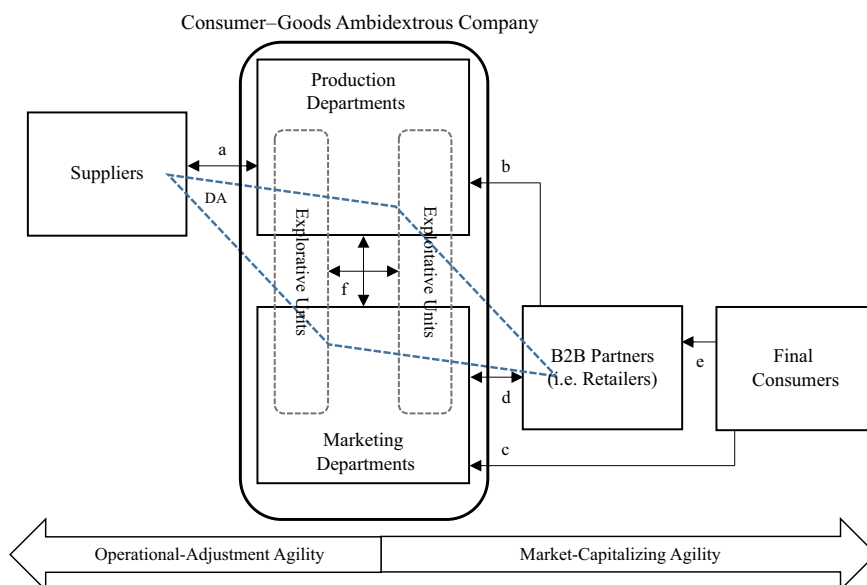 Consumer–Goods Ambidextrous Company
Production
Departments
Suppliers
a
b
DA
Explorative Units
Exploitative Units
f
B2B Partners
(i.e. Retailers)
e
Final
Consumers
d
Marketing
Departments
c
Operational-Adjustment Agility
Market-Capitalizing Agility